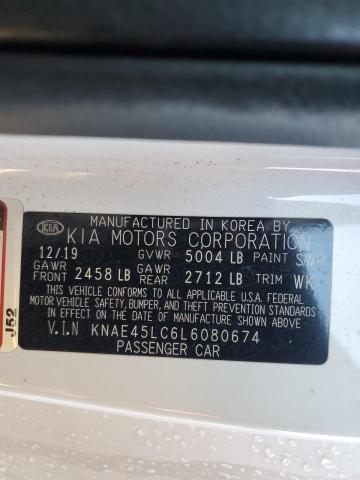 MANUFACTURED IN KOREA BY
KIA KIA MOTORS CORPORATION
12/19 GVWR 5004 LB PAINT SWP
GAWR FRONT 2458 LB GAWR REAR 2712 LB TRIM WK
THIS VEHICLE CONFORMS TO ALL APPLICABLE U.S.A. FEDERAL
MOTOR VEHICLE SAFETY, BUMPER, AND THEFT PREVENTION STANDARDS
IN EFFECT ON THE DATE OF MANUFACTURE SHOWN ABOVE
V.I.N KNAE45LC6L6080674
PASSENGER CAR
J52